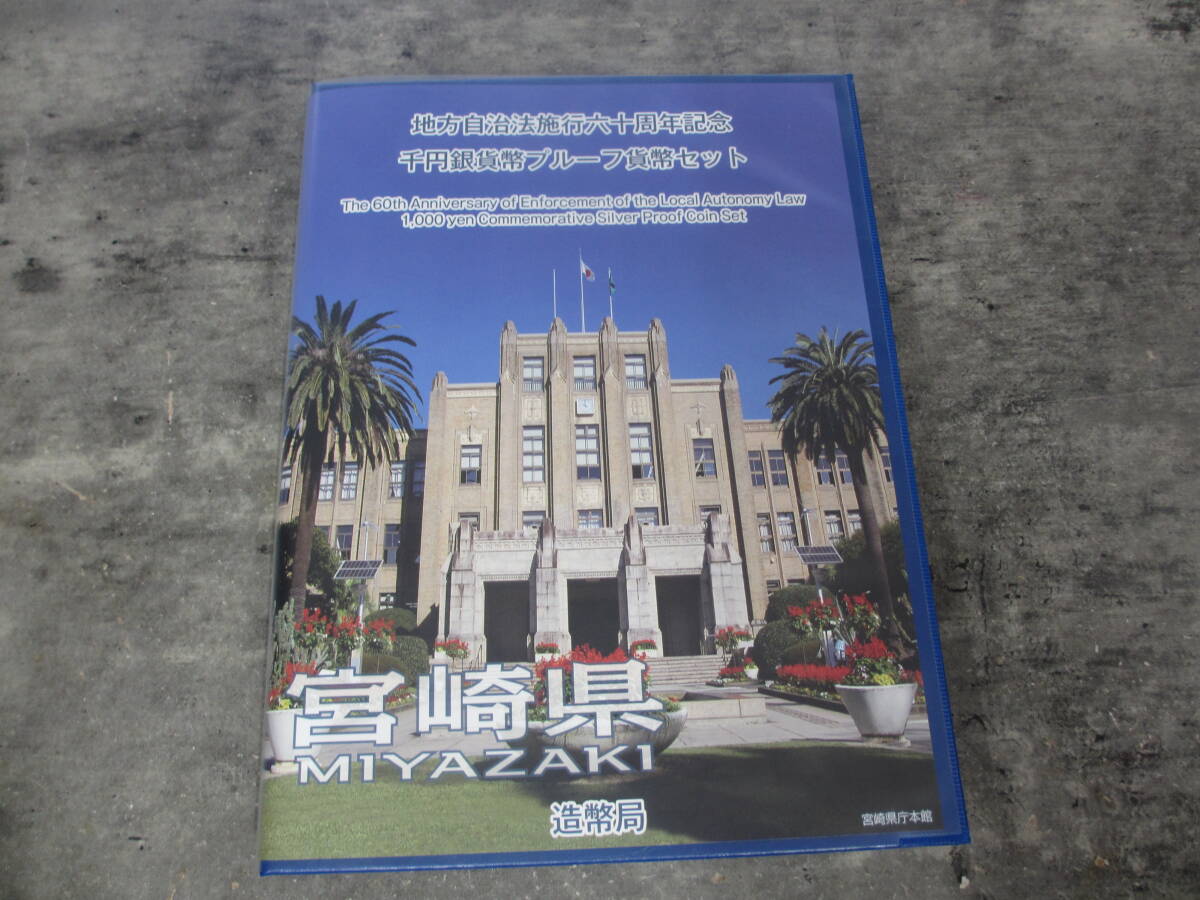 地方自治法施行六十周年記念
千円銀貨幣プルーフ貨幣セット
The 60th Anniversary of Enforcement of the Local Autonomy Law
1,000 yen Commemorative Silver Proof Coin Set
宮崎県
MIYAZAKI
造幣局
宮崎県庁本館